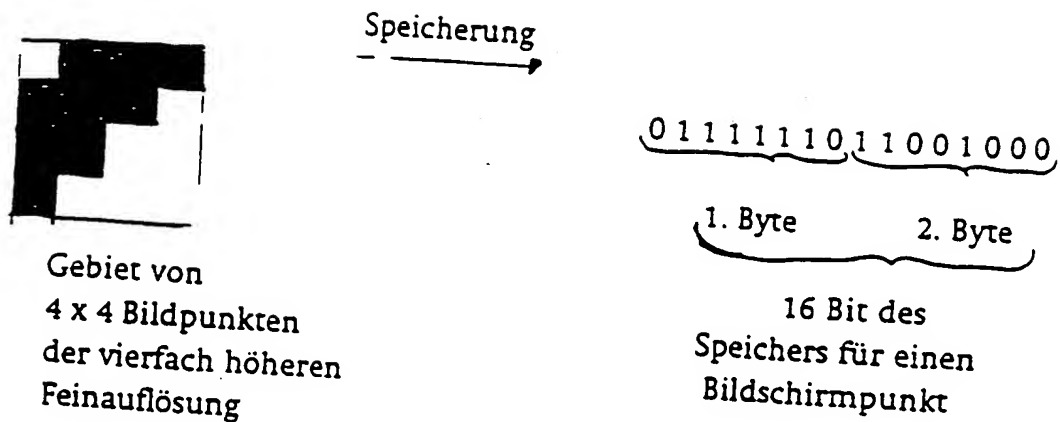 Speicherung
0 1 1 1 1 1 1 0 1 1 0 0 1 0 0 0
1. Byte 2. Byte
Gebiet von
4 x 4 Bildpunkten
der vierfach höheren
Feinauflösung
16 Bit des
Speichers für einen
Bildschirmpunkt